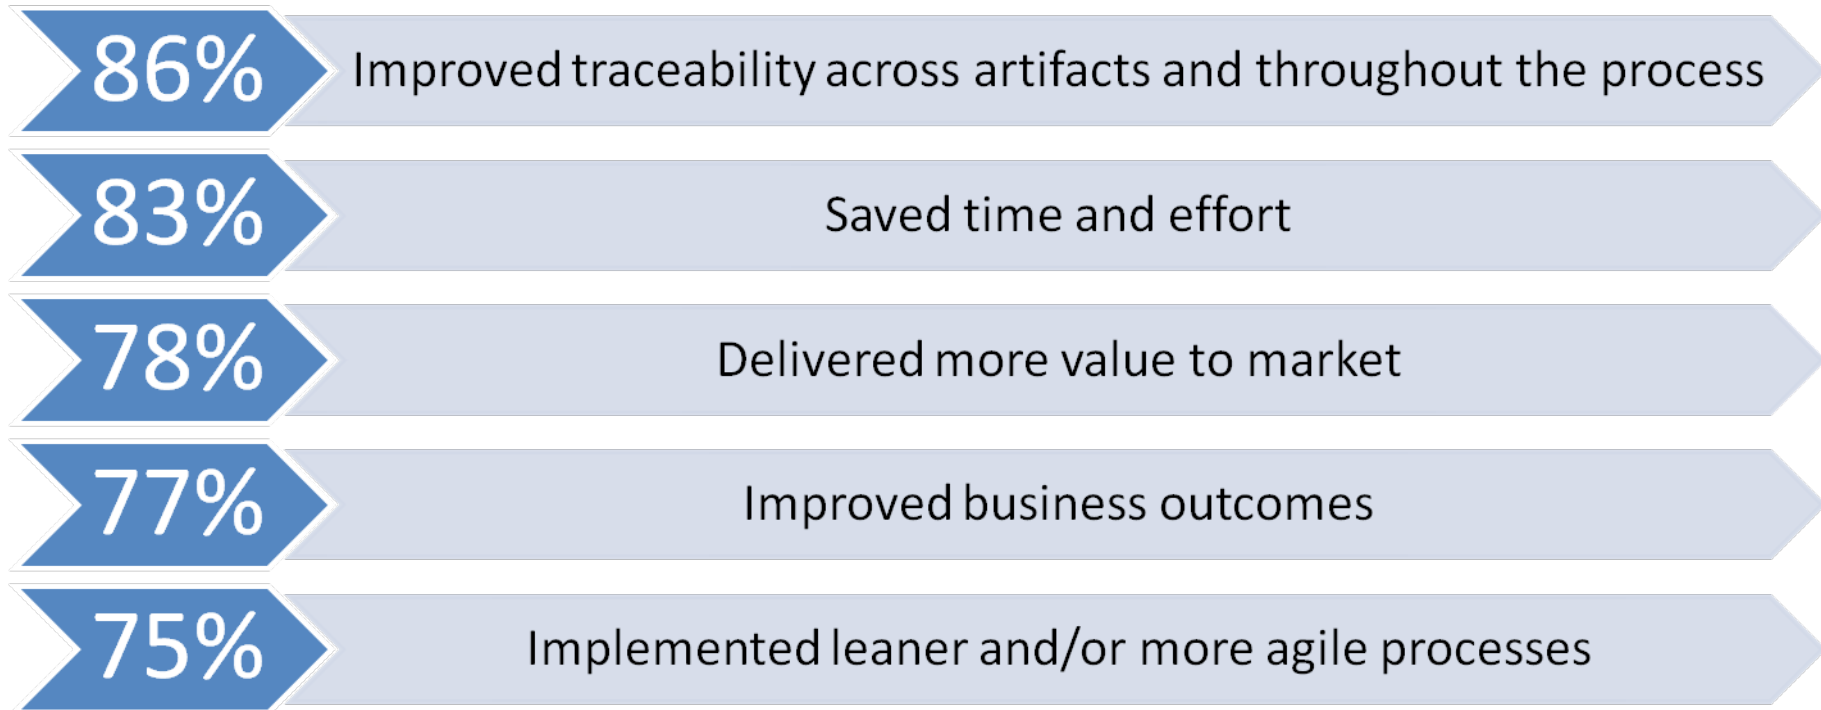 86% Improved traceability across artifacts and throughout the process
83% Saved time and effort
78% Delivered more value to market
77% Improved business outcomes
75% Implemented leaner and/or more agile processes